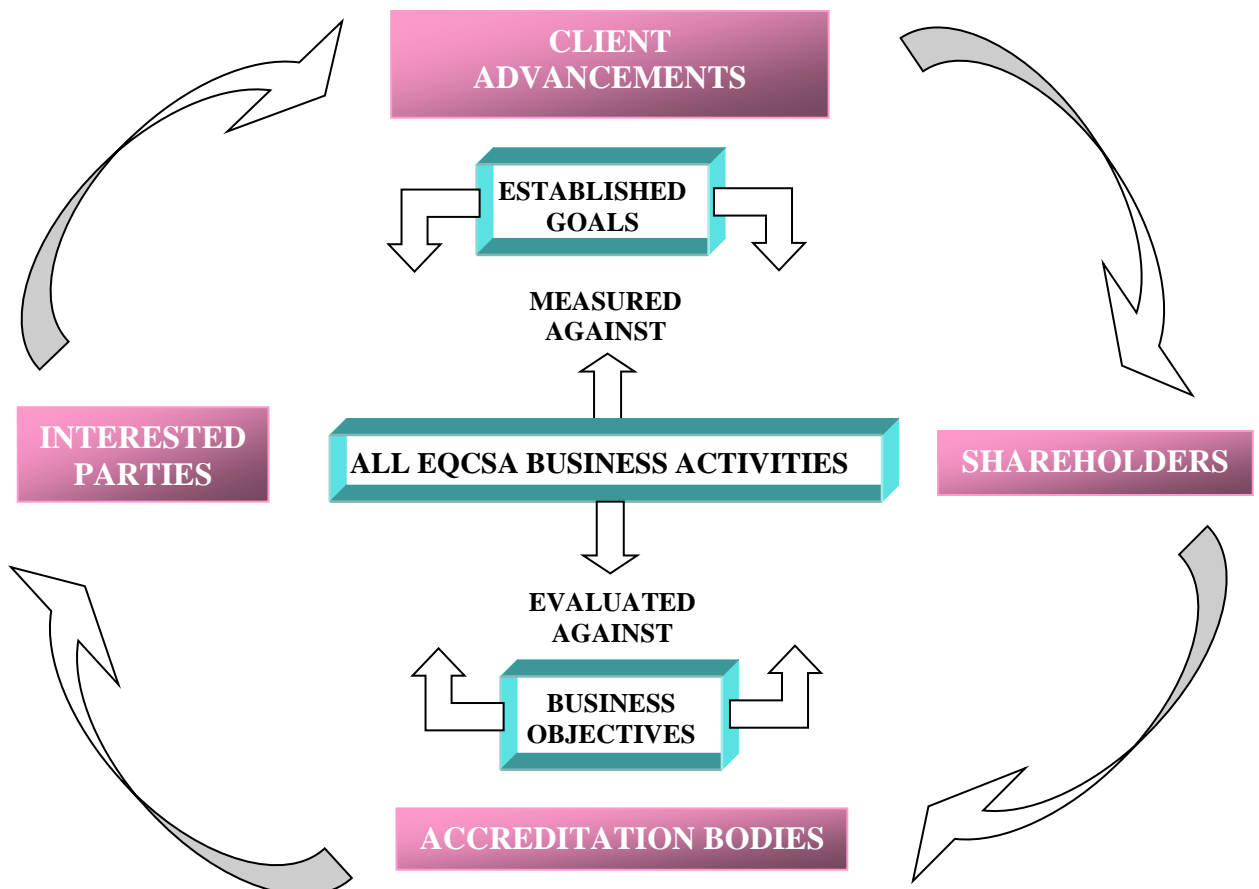 CLIENT
ADVANCEMENTS
ESTABLISHED
GOALS
MEASURED
AGAINST
INTERESTED
PARTIES
ALL EQCSA BUSINESS ACTIVITIES
SHAREHOLDERS
EVALUATED
AGAINST
BUSINESS
OBJECTIVES
ACCREDITATION BODIES